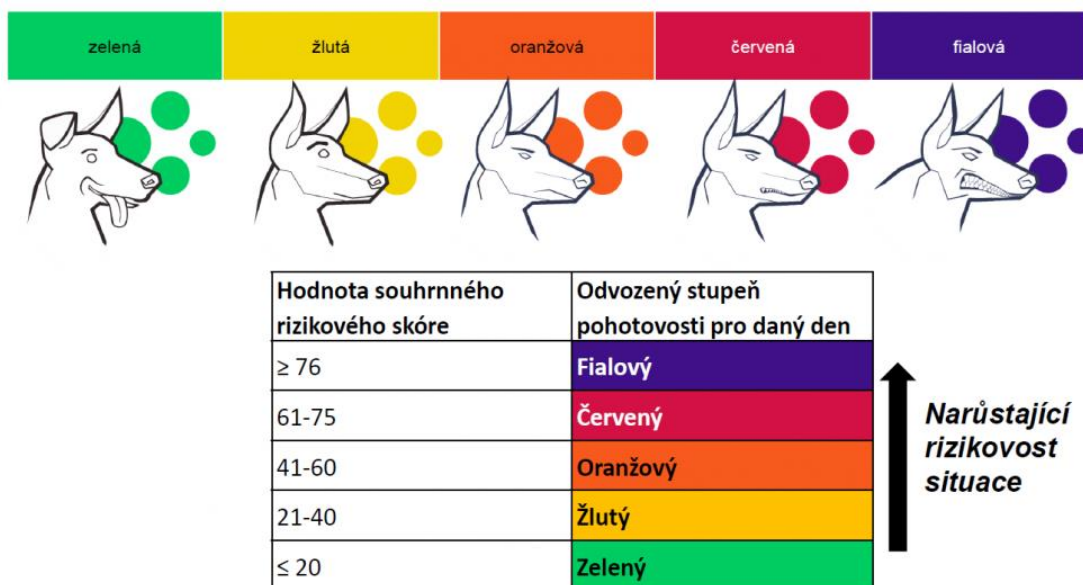 zelená
žlutá
oranžová
červená
fialová
Hodnota souhrnného
rizikového skóre
Odvozený stupeň
pohotovosti pro daný den
≥ 76
Fialový
61-75
Červený
41-60
Oranžový
21-40
Žlutý
≤ 20
Zelený
Narůstající
rizikovost
situace